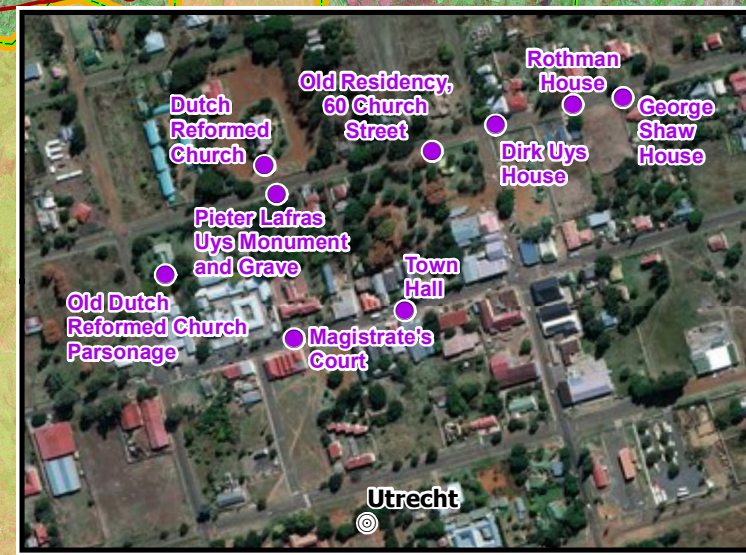 Rothman
House
Old Residency,
60 Church
Street
Dutch
Reformed
Church
George
Shaw
House
Dirk Uys
House
Pieter Lafras
Uys Monument
and Grave
Town
Hall
Old Dutch
Reformed Church
Parsonage
Magistrate's
Court
Utrecht